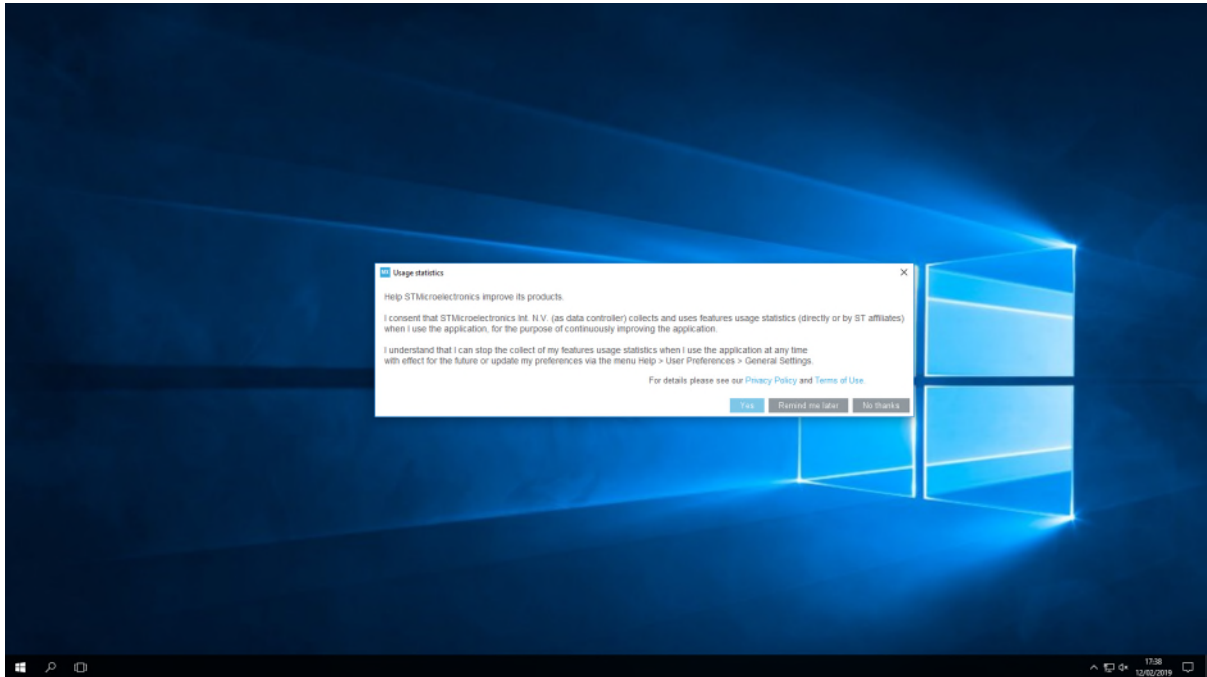 MX Usage statistics
Help STMicroelectronics improve its products.
I consent that STMicroelectronics Int. N.V. (as data controller) collects and uses features usage statistics (directly or by ST affiliates)
when I use the application, for the purpose of continuously improving the application.
I understand that I can stop the collect of my features usage statistics when I use the application at any time
with effect for the future or update my preferences via the menu Help > User Preferences > General Settings.
For details please see our Privacy Policy and Terms of Use.
Yes Remind me later No thanks
17:38
12/02/2019